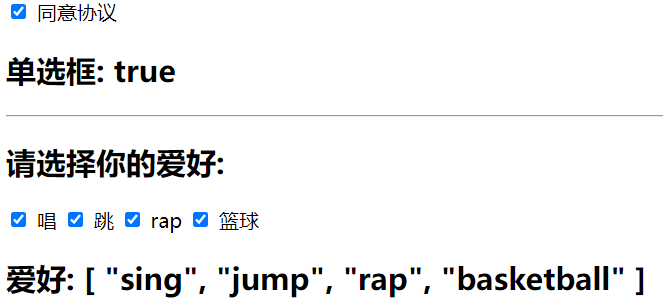 同意协议
单选框: true
请选择你的爱好:
唱 跳 rap 篮球
爱好: [ "sing", "jump", "rap", "basketball" ]